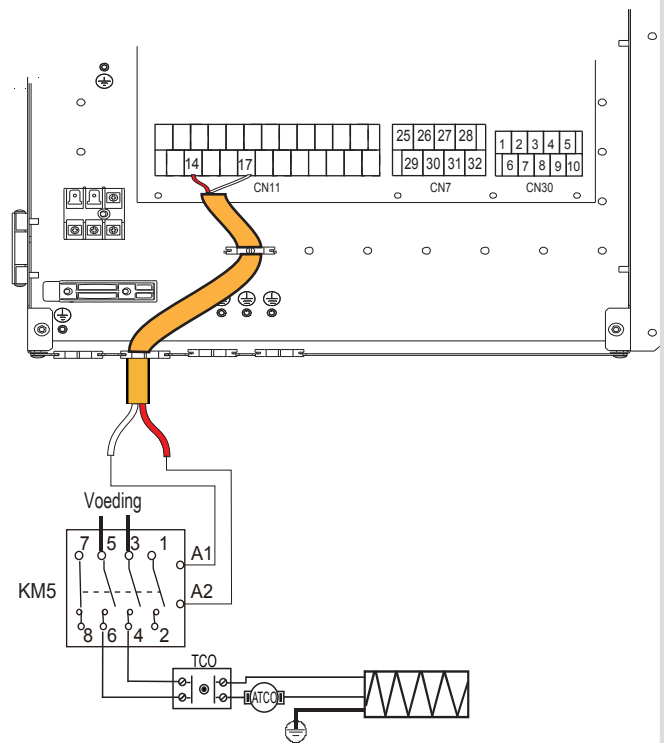 25 26 27 28
1 2 3 4 5
14 17
29 30 31 32
6 7 8 9 10
CN11
CN7
CN30
Voeding
7 5 3 1
A1
KM5
A2
8 6 4 2
TCO
ATCO